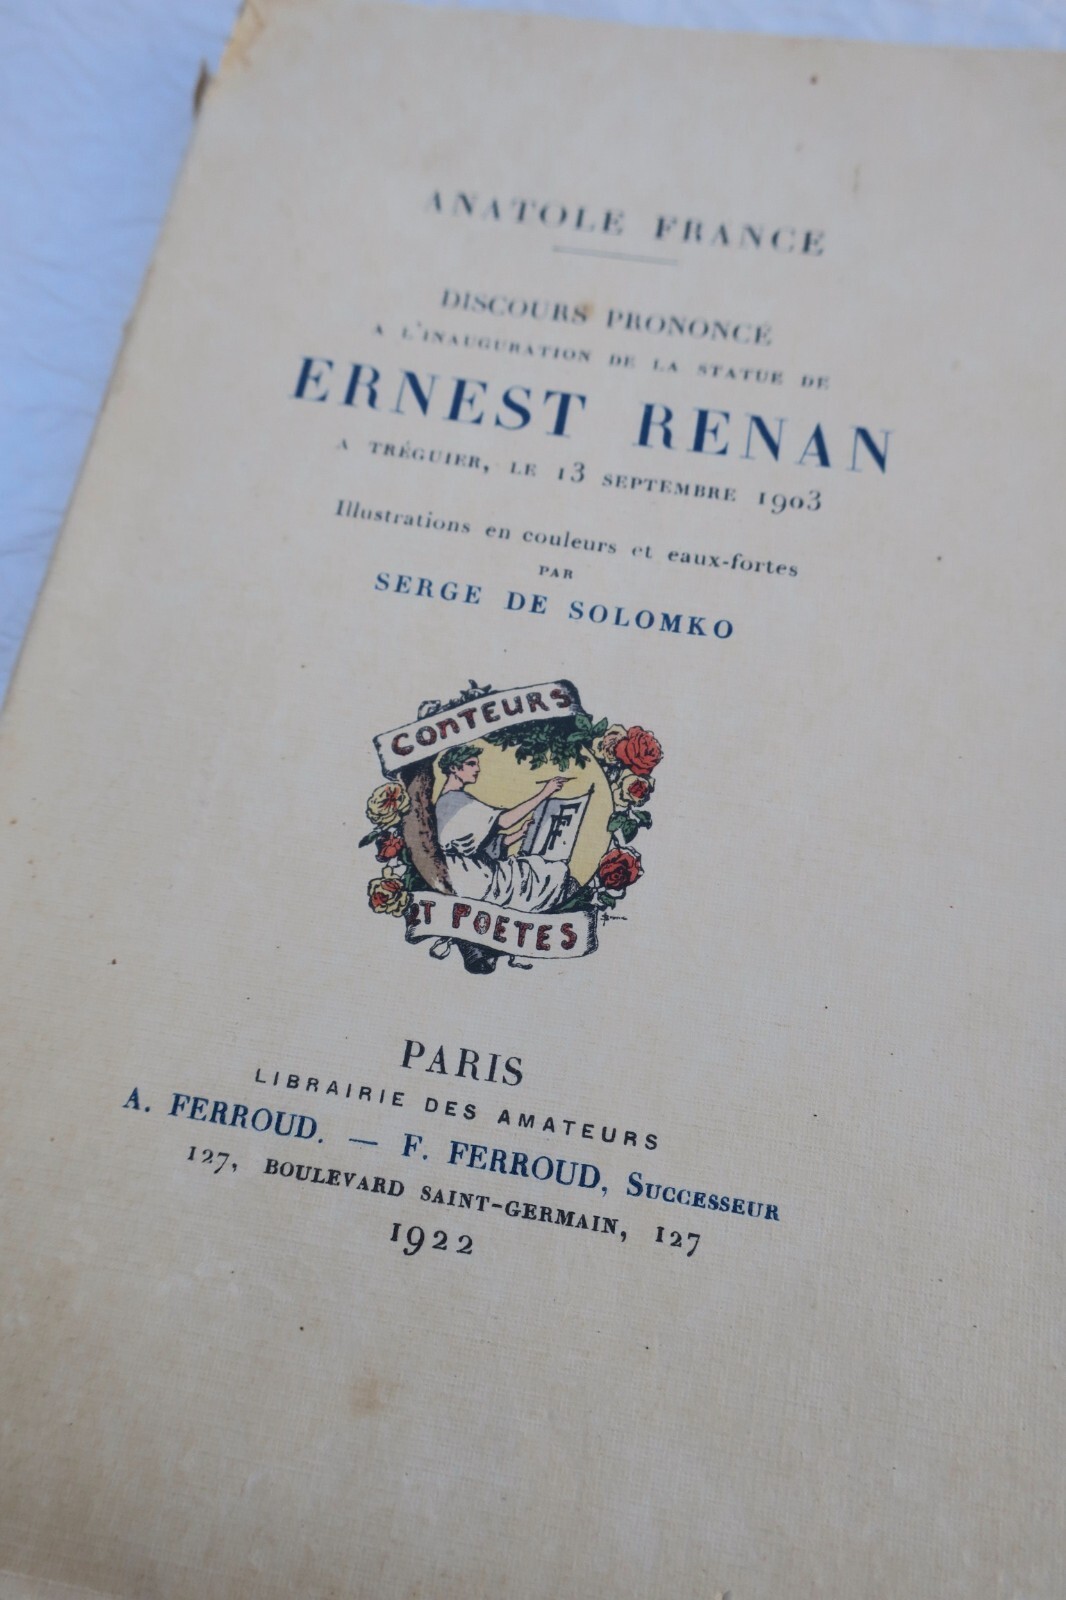 ANATOLE FRANCE
DISCOURS PRONONCÉ
A L'INAUGURATION DE LA STATUE DE
ERNEST RENAN
A TRÉGUIER, LE 13 SEPTEMBRE 1903
Illustrations en couleurs et eaux-fortes
PAR
SERGE DE SOLOMKO
CONTEURS
FF
ET POETES
PARIS
LIBRAIRIE DES AMATEURS
A. FERROUD. — F. FERROUD, SUCCESSEUR
127, BOULEVARD SAINT-GERMAIN, 127
1922